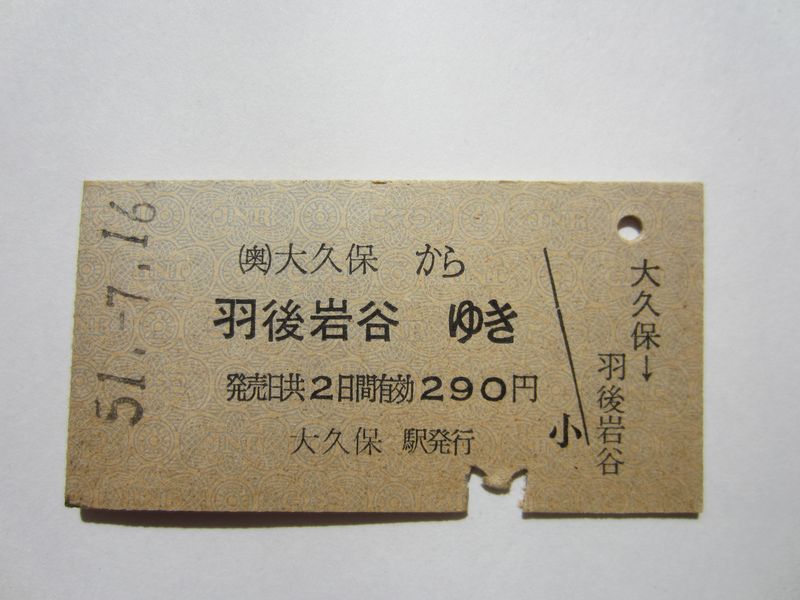 51.-7.16
㊇大久保 から
羽後岩谷 ゆき
発売日共2日間有効290円
大久保 駅発行
小
大久保→
羽後岩谷
JNR